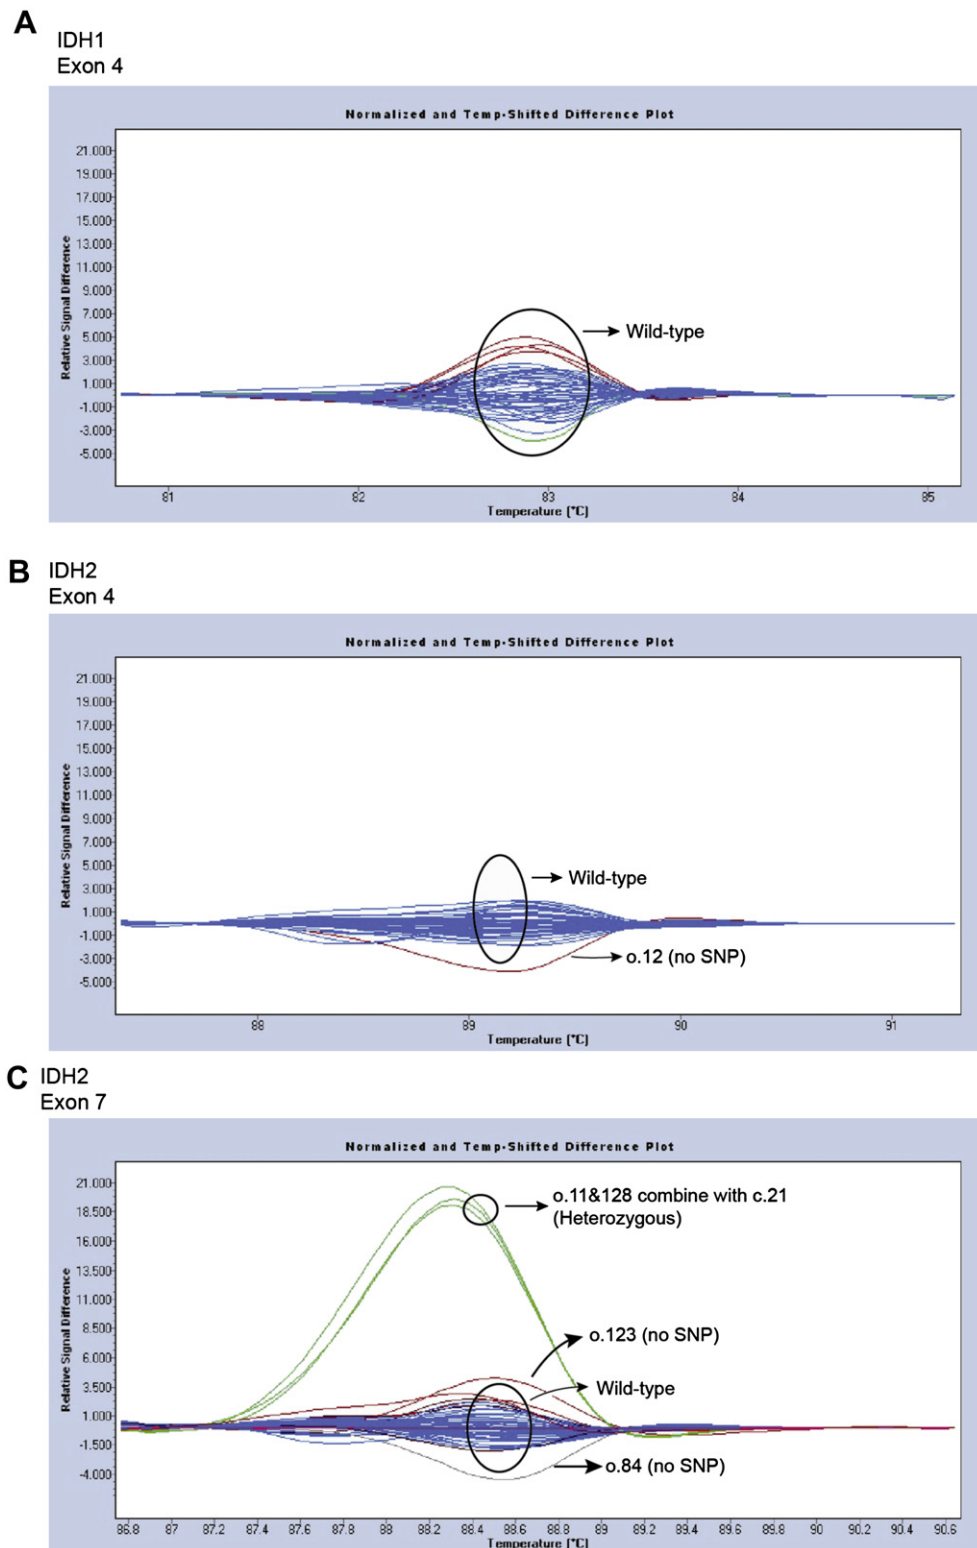 A
IDH1
Exon 4
Normalized and Temp-Shifted Difference Plot
Relative Signal Difference
21.000
19.000
17.000
15.000
13.000
11.000
9.000
7.000
5.000
3.000
1.000
-1.000
-3.000
-5.000
Wild-type
81 82 83 84 85
Temperature (°C)
B
IDH2
Exon 4
Normalized and Temp-Shifted Difference Plot
Relative Signal Difference
21.000
19.000
17.000
15.000
13.000
11.000
9.000
7.000
5.000
3.000
1.000
-1.000
-3.000
-5.000
Wild-type
o.12 (no SNP)
88 89 90 91
Temperature (°C)
C
IDH2
Exon 7
Normalized and Temp-Shifted Difference Plot
Relative Signal Difference
21.000
18.500
16.000
13.500
11.000
8.500
6.000
3.500
1.000
-1.500
-4.000
o.11&128 combine with c.21
(Heterozygous)
o.123 (no SNP)
Wild-type
o.84 (no SNP)
86.8 87 87.2 87.4 87.6 87.8 88 88.2 88.4 88.6 88.8 89 89.2 89.4 89.6 89.8 90 90.2 90.4 90.6
Temperature (°C)